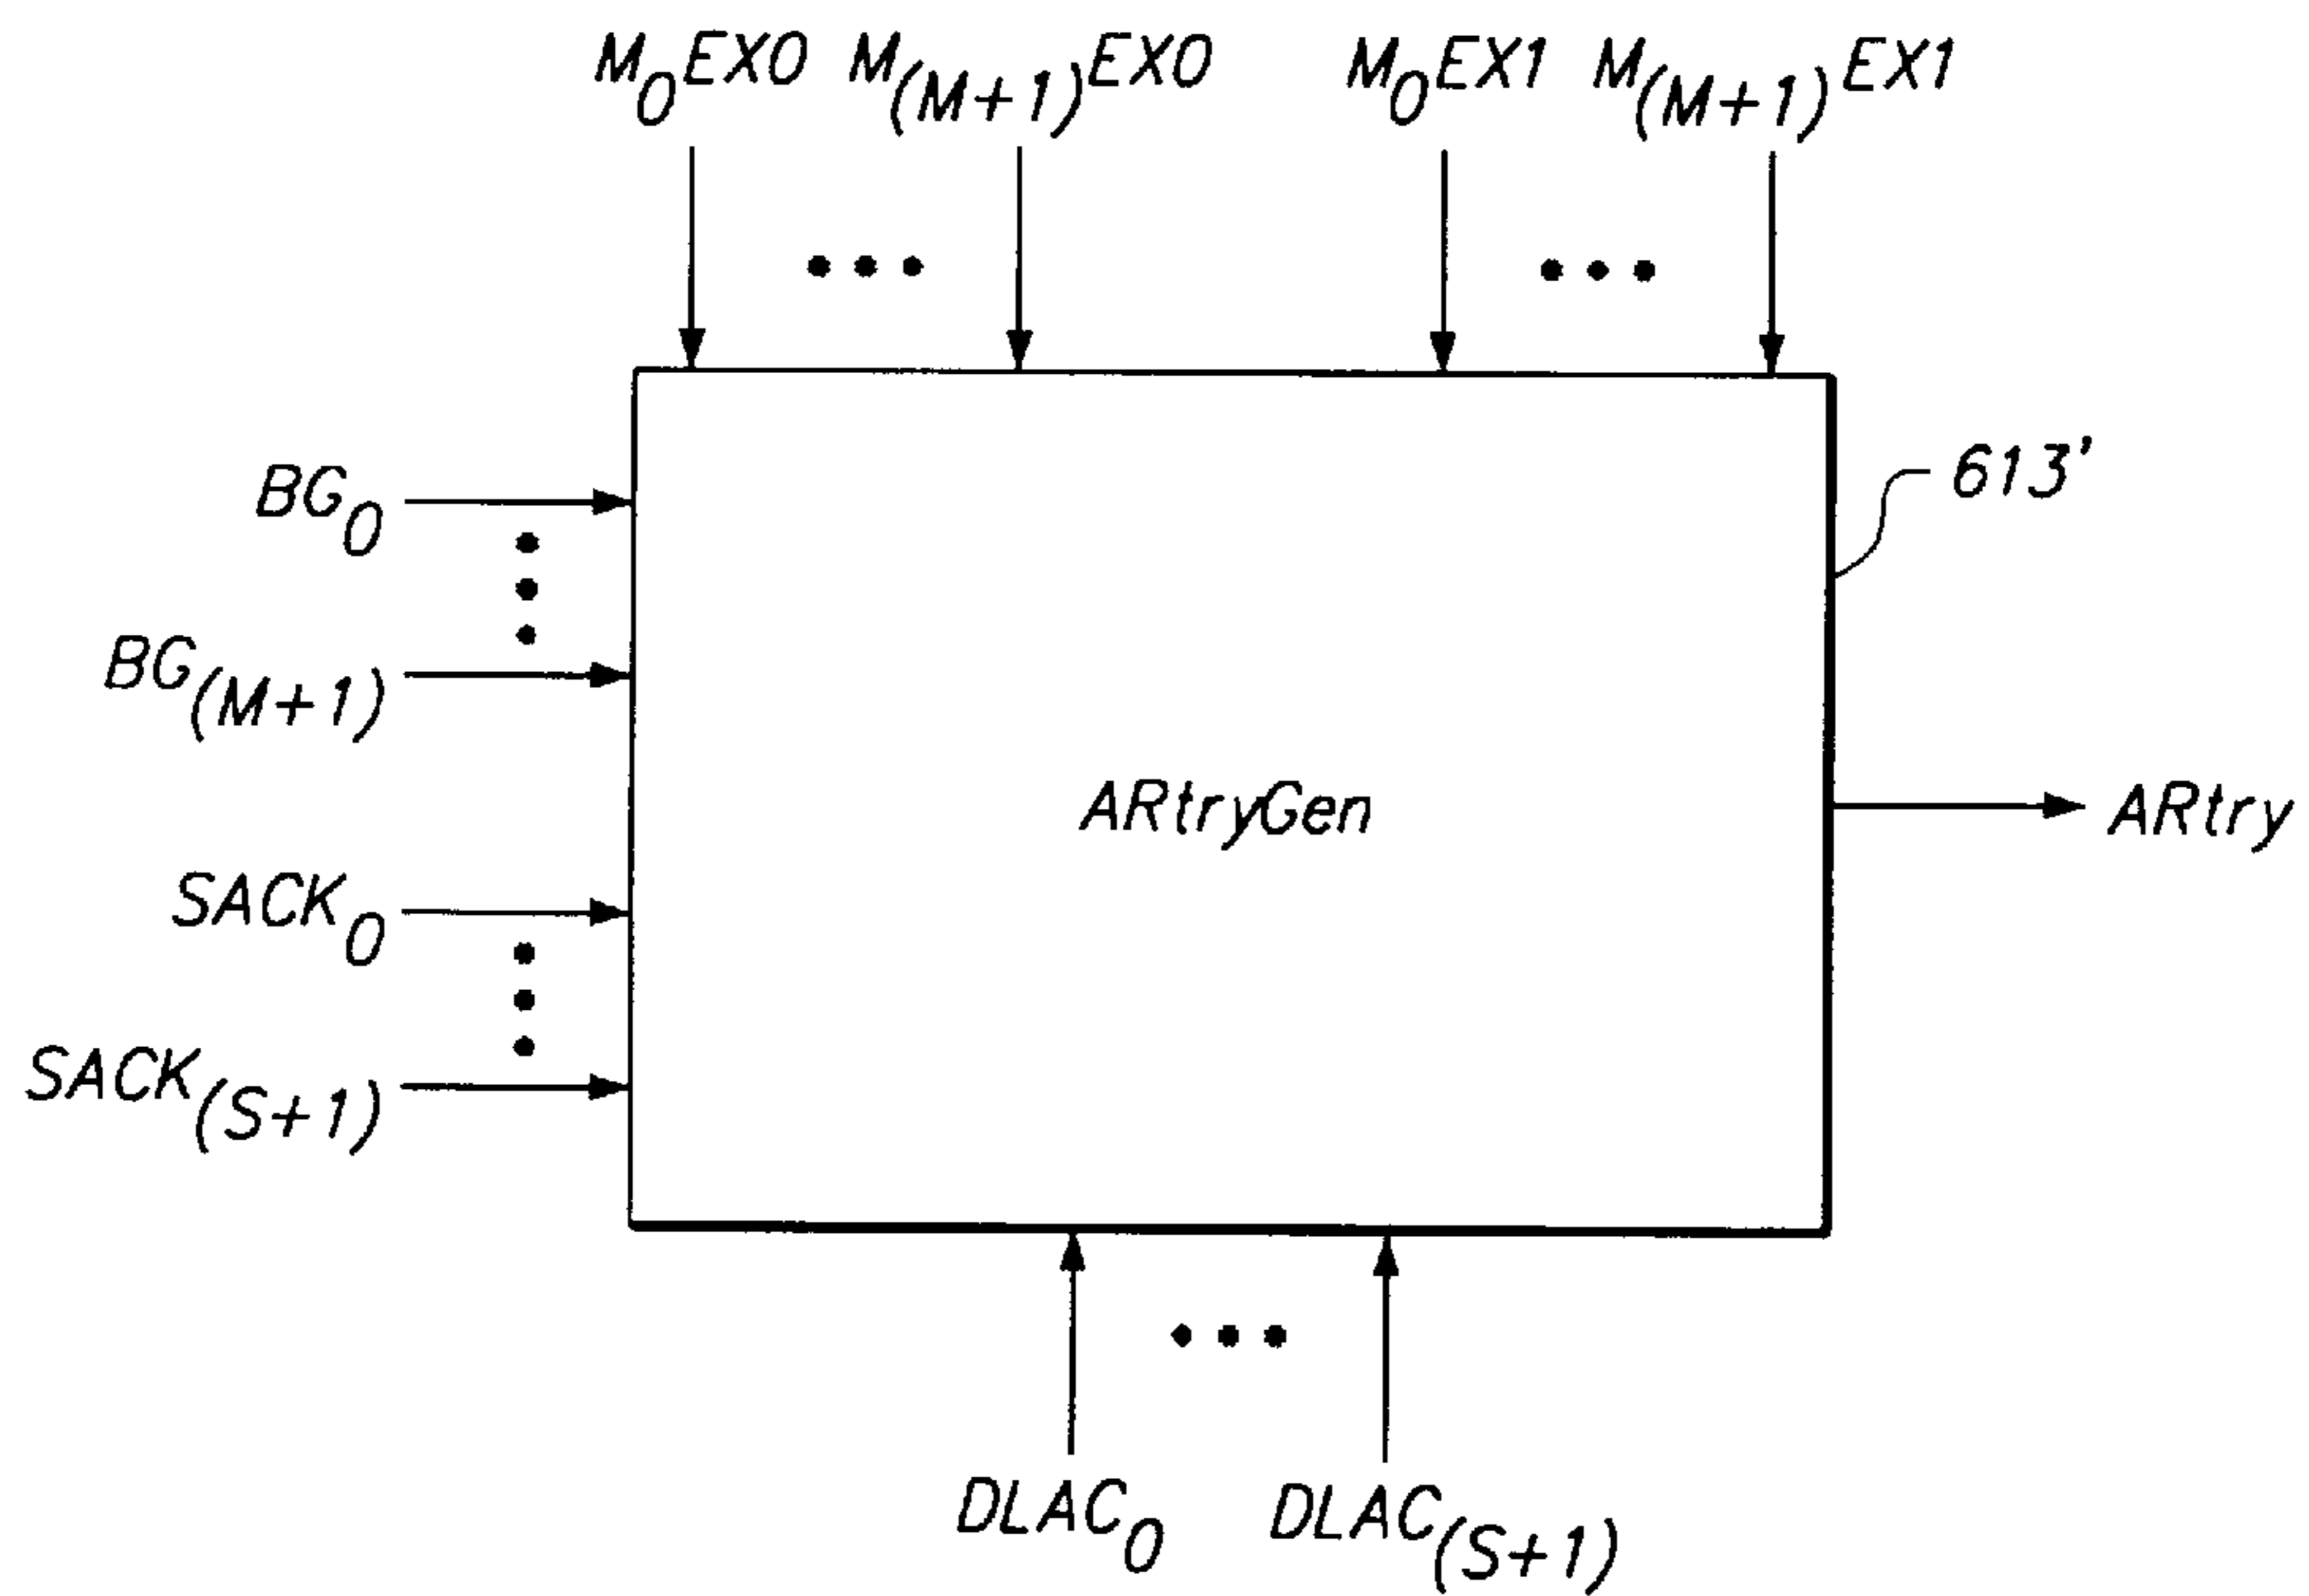 M₀EX0 M₍M+1₎EX0 M₀EX1 M₍M+1₎EX1
BG₀
613'
BG₍M+1₎
ARtryGen
ARtry
SACK₀
SACK₍S+1₎
DLAC₀ DLAC₍S+1₎